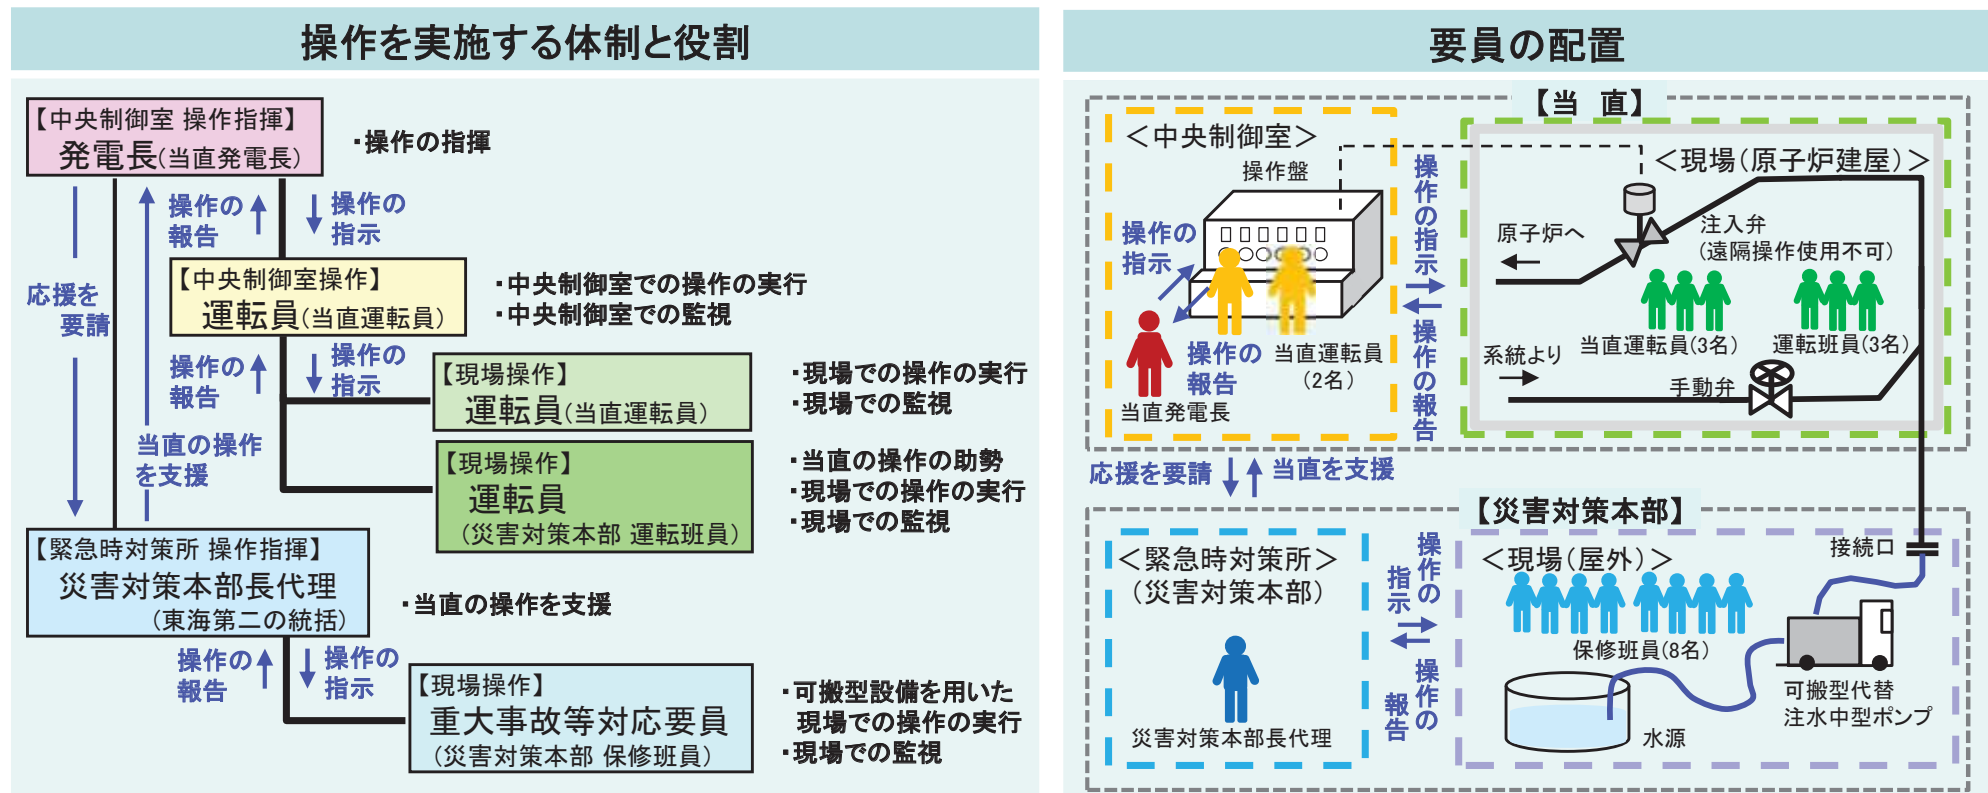 操作を実施する体制と役割
【中央制御室 操作指揮】
発電長(当直発電長)
・操作の指揮
操作の
報告
操作の
指示
応援を
要請
【中央制御室操作】
運転員(当直運転員)
・中央制御室での操作の実行
・中央制御室での監視
操作の
報告
操作の
指示
【現場操作】
運転員(当直運転員)
・現場での操作の実行
・現場での監視
当直の操作
を支援
【現場操作】
運転員
(災害対策本部 運転班員)
・当直の操作の助勢
・現場での操作の実行
・現場での監視
【緊急時対策所 操作指揮】
災害対策本部長代理
(東海第二の統括)
・当直の操作を支援
操作の
報告
操作の
指示
【現場操作】
重大事故等対応要員
(災害対策本部 保修班員)
・可搬型設備を用いた
現場での操作の実行
・現場での監視
要員の配置
【当 直】
＜中央制御室＞
操作盤
操作の
指示
操作の
報告
当直運転員
(2名)
当直発電長
操作の指示
操作の報告
＜現場(原子炉建屋)＞
原子炉へ
注入弁
(遠隔操作使用不可)
当直運転員(3名)
運転班員(3名)
系統より
手動弁
応援を要請
当直を支援
【災害対策本部】
＜緊急時対策所＞
(災害対策本部)
災害対策本部長代理
操作の
指示
操作の
報告
＜現場(屋外)＞
接続口
保修班員(8名)
可搬型代替
注水中型ポンプ
水源